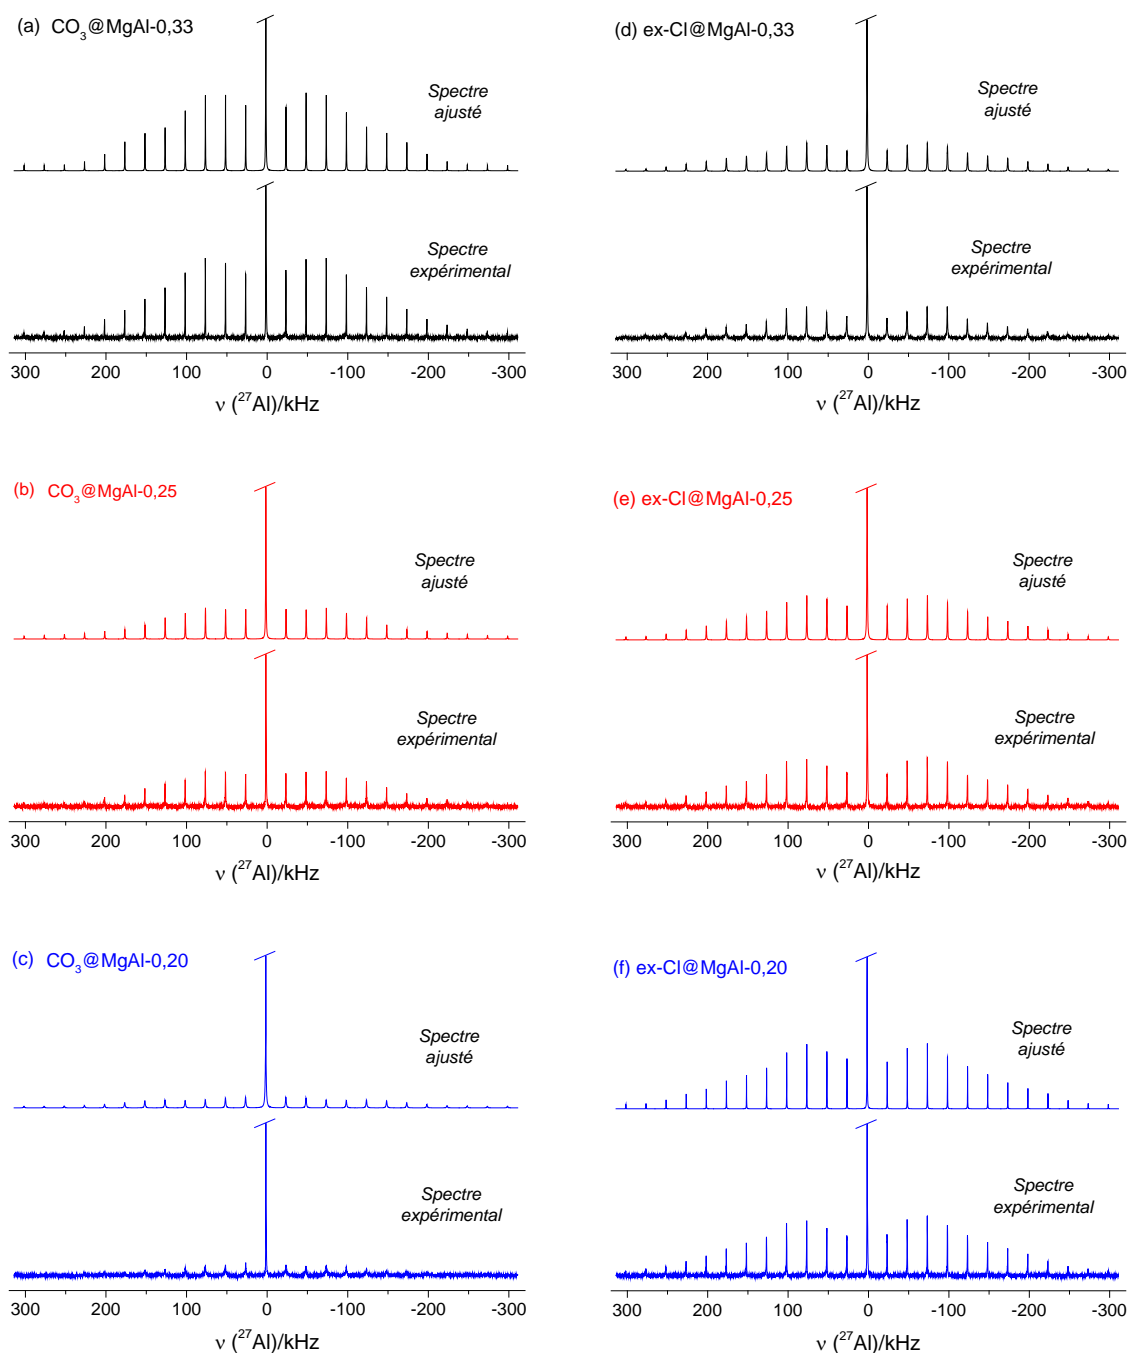 (a) CO₃@MgAl-0,33
Spectre
ajusté
Spectre
expérimental
300 200 100 0 -100 -200 -300
ν (²⁷Al)/kHz
(d) ex-Cl@MgAl-0,33
Spectre
ajusté
Spectre
expérimental
300 200 100 0 -100 -200 -300
ν (²⁷Al)/kHz
(b) CO₃@MgAl-0,25
Spectre
ajusté
Spectre
expérimental
300 200 100 0 -100 -200 -300
ν (²⁷Al)/kHz
(e) ex-Cl@MgAl-0,25
Spectre
ajusté
Spectre
expérimental
300 200 100 0 -100 -200 -300
ν (²⁷Al)/kHz
(c) CO₃@MgAl-0,20
Spectre
ajusté
Spectre
expérimental
300 200 100 0 -100 -200 -300
ν (²⁷Al)/kHz
(f) ex-Cl@MgAl-0,20
Spectre
ajusté
Spectre
expérimental
300 200 100 0 -100 -200 -300
ν (²⁷Al)/kHz